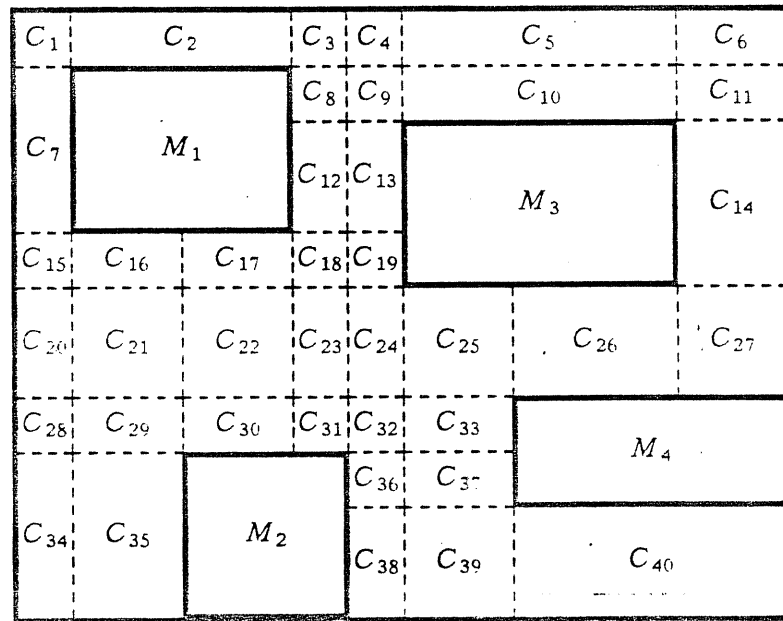 C₁ C₂ C₃ C₄ C₅ C₆
C₈ C₉ C₁₀ C₁₁
C₇ M₁ C₁₂ C₁₃ M₃ C₁₄
C₁₅ C₁₆ C₁₇ C₁₈ C₁₉
C₂₀ C₂₁ C₂₂ C₂₃ C₂₄ C₂₅ C₂₆ C₂₇
C₂₈ C₂₉ C₃₀ C₃₁ C₃₂ C₃₃ M₄
C₃₆ C₃₇
C₃₄ C₃₅ M₂ C₃₈ C₃₉ C₄₀